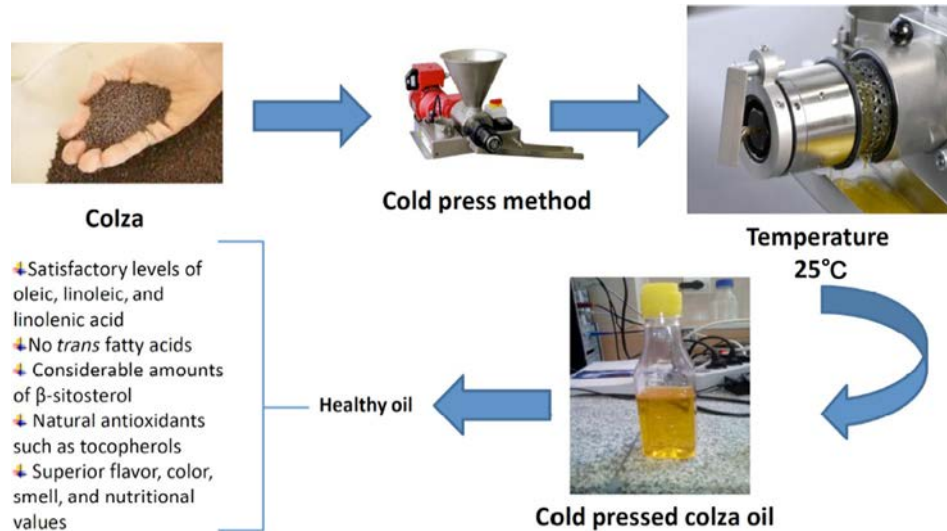 Colza
Cold press method
Temperature
25°C
Cold pressed colza oil
Healthy oil
Satisfactory levels of
oleic, linoleic, and
linolenic acid
No trans fatty acids
Considerable amounts
of β-sitosterol
Natural antioxidants
such as tocopherols
Superior flavor, color,
smell, and nutritional
values